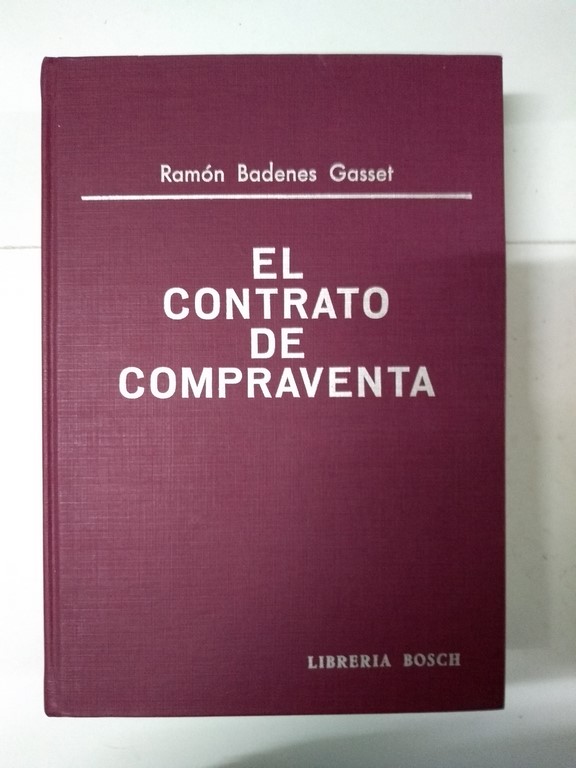 Ramón Badenes Gasset
EL
CONTRATO
DE
COMPRAVENTA
LIBRERIA BOSCH